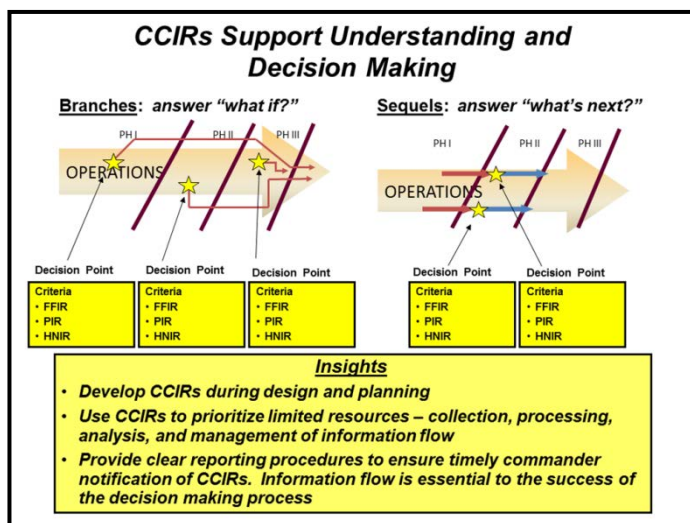 CCIRs Support Understanding and
Decision Making
Branches: answer “what if?”
PH I
PH II
PH III
OPERATIONS
Decision Point
Criteria
• FFIR
• PIR
• HNIR
Decision Point
Criteria
• FFIR
• PIR
• HNIR
Decision Point
Criteria
• FFIR
• PIR
• HNIR
Sequels: answer “what’s next?”
PH I
PH II
PH III
OPERATIONS
Decision Point
Criteria
• FFIR
• PIR
• HNIR
Decision Point
Criteria
• FFIR
• PIR
• HNIR
Insights
• Develop CCIRs during design and planning
• Use CCIRs to prioritize limited resources – collection, processing,
analysis, and management of information flow
• Provide clear reporting procedures to ensure timely commander
notification of CCIRs. Information flow is essential to the success of
the decision making process